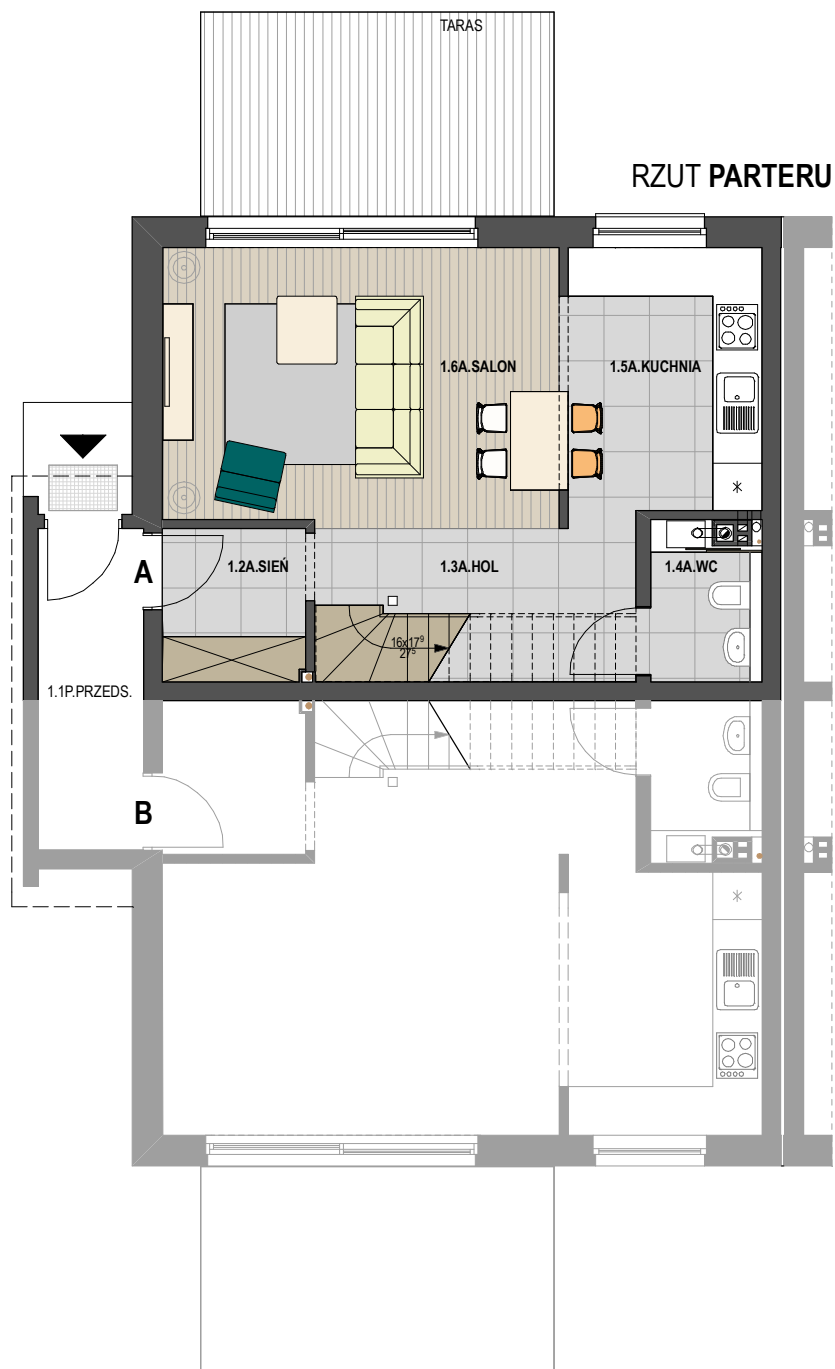 TARAS
RZUT PARTERU
1.6A.SALON
1.5A.KUCHNIA
A
1.2A.SIEŃ
1.3A.HOL
1.4A.WC
16x17⁹
27⁵
1.1P.PRZEDS.
B